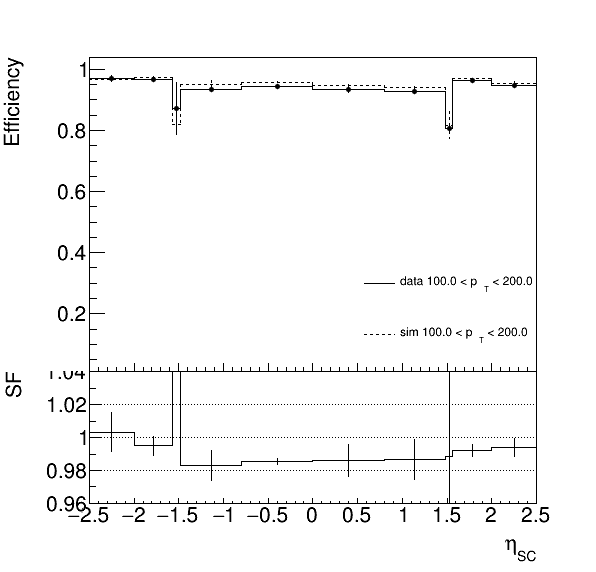 Efficiency
1
0.8
0.6
0.4
0.2
data 100.0 < p T < 200.0
sim 100.0 < p T < 200.0
SF
1.04
1.02
1
0.98
0.96
−2.5 −2 −1.5 −1 −0.5 0 0.5 1 1.5 2 2.5
ηSC